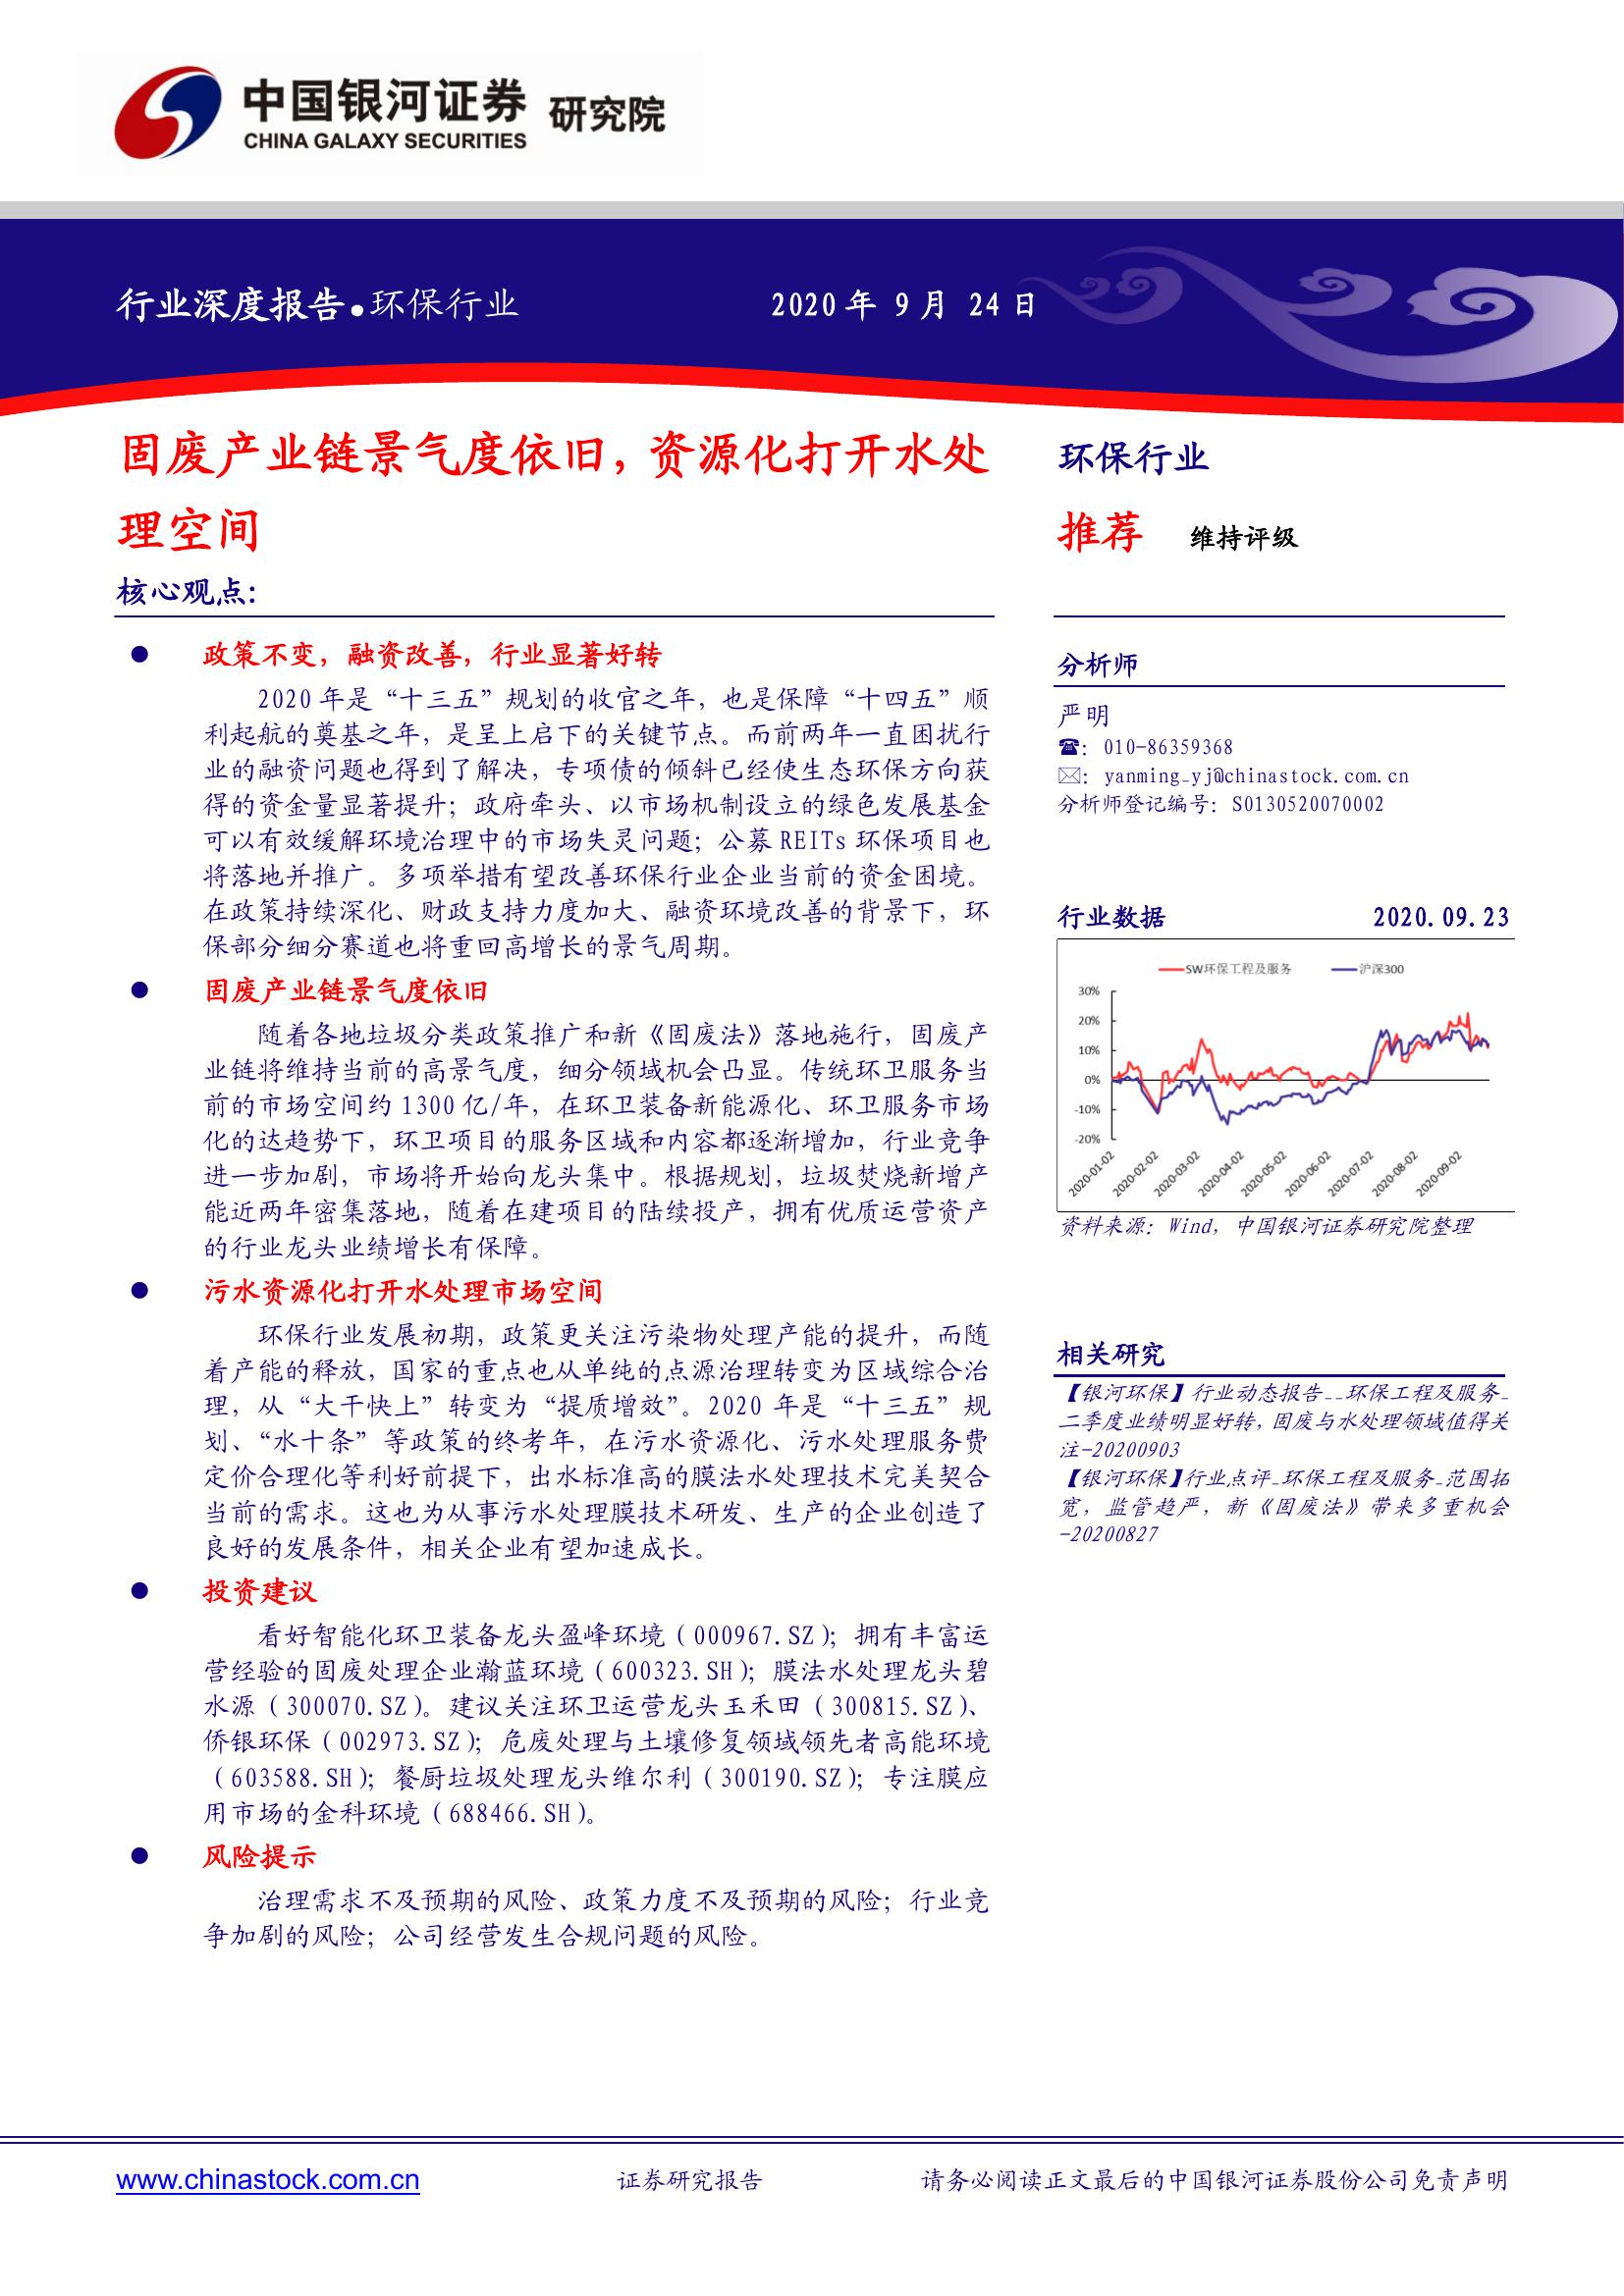 中国银河证券 研究院
CHINA GALAXY SECURITIES
行业深度报告●环保行业
2020 年 9 月 24 日
固废产业链景气度依旧，资源化打开水处
理空间
核心观点：
● 政策不变，融资改善，行业显著好转
2020 年是“十三五”规划的收官之年，也是保障“十四五”顺
利起航的奠基之年，是呈上启下的关键节点。而前两年一直困扰行
业的融资问题也得到了解决，专项债的倾斜已经使生态环保方向获
得的资金量显著提升；政府牵头、以市场机制设立的绿色发展基金
可以有效缓解环境治理中的市场失灵问题；公募 REITs 环保项目也
将落地并推广。多项举措有望改善环保行业企业当前的资金困境。
在政策持续深化、财政支持力度加大、融资环境改善的背景下，环
保部分细分赛道也将重回高增长的景气周期。
● 固废产业链景气度依旧
随着各地垃圾分类政策推广和新《固废法》落地施行，固废产
业链将维持当前的高景气度，细分领域机会凸显。传统环卫服务当
前的市场空间约 1300 亿/年，在环卫装备新能源化、环卫服务市场
化的达趋势下，环卫项目的服务区域和内容都逐渐增加，行业竞争
进一步加剧，市场将开始向龙头集中。根据规划，垃圾焚烧新增产
能近两年密集落地，随着在建项目的陆续投产，拥有优质运营资产
的行业龙头业绩增长有保障。
● 污水资源化打开水处理市场空间
环保行业发展初期，政策更关注污染物处理产能的提升，而随
着产能的释放，国家的重点也从单纯的点源治理转变为区域综合治
理，从“大干快上”转变为“提质增效”。2020 年是“十三五”规
划、“水十条”等政策的终考年，在污水资源化、污水处理服务费
定价合理化等利好前提下，出水标准高的膜法水处理技术完美契合
当前的需求。这也为从事污水处理膜技术研发、生产的企业创造了
良好的发展条件，相关企业有望加速成长。
● 投资建议
看好智能化环卫装备龙头盈峰环境（000967.SZ）；拥有丰富运
营经验的固废处理企业瀚蓝环境（600323.SH）；膜法水处理龙头碧
水源（300070.SZ）。建议关注环卫运营龙头玉禾田（300815.SZ）、
侨银环保（002973.SZ）；危废处理与土壤修复领域领先者高能环境
（603588.SH）；餐厨垃圾处理龙头维尔利（300190.SZ）；专注膜应
用市场的金科环境（688466.SH）。
● 风险提示
治理需求不及预期的风险、政策力度不及预期的风险；行业竞
争加剧的风险；公司经营发生合规问题的风险。
环保行业
推荐 维持评级
分析师
严明
☎：010-86359368
✉：yanming_yj@chinastock.com.cn
分析师登记编号：S0130520070002
行业数据 2020.09.23
SW环保工程及服务 沪深300
30%
20%
10%
0%
-10%
-20%
2020-01-02
2020-02-02
2020-03-02
2020-04-02
2020-05-02
2020-06-02
2020-07-02
2020-08-02
2020-09-02
资料来源：Wind，中国银河证券研究院整理
相关研究
【银河环保】行业动态报告__环保工程及服务_
二季度业绩明显好转，固废与水处理领域值得关
注-20200903
【银河环保】行业点评_环保工程及服务_范围拓
宽，监管趋严，新《固废法》带来多重机会
-20200827
www.chinastock.com.cn
证券研究报告
请务必阅读正文最后的中国银河证券股份公司免责声明